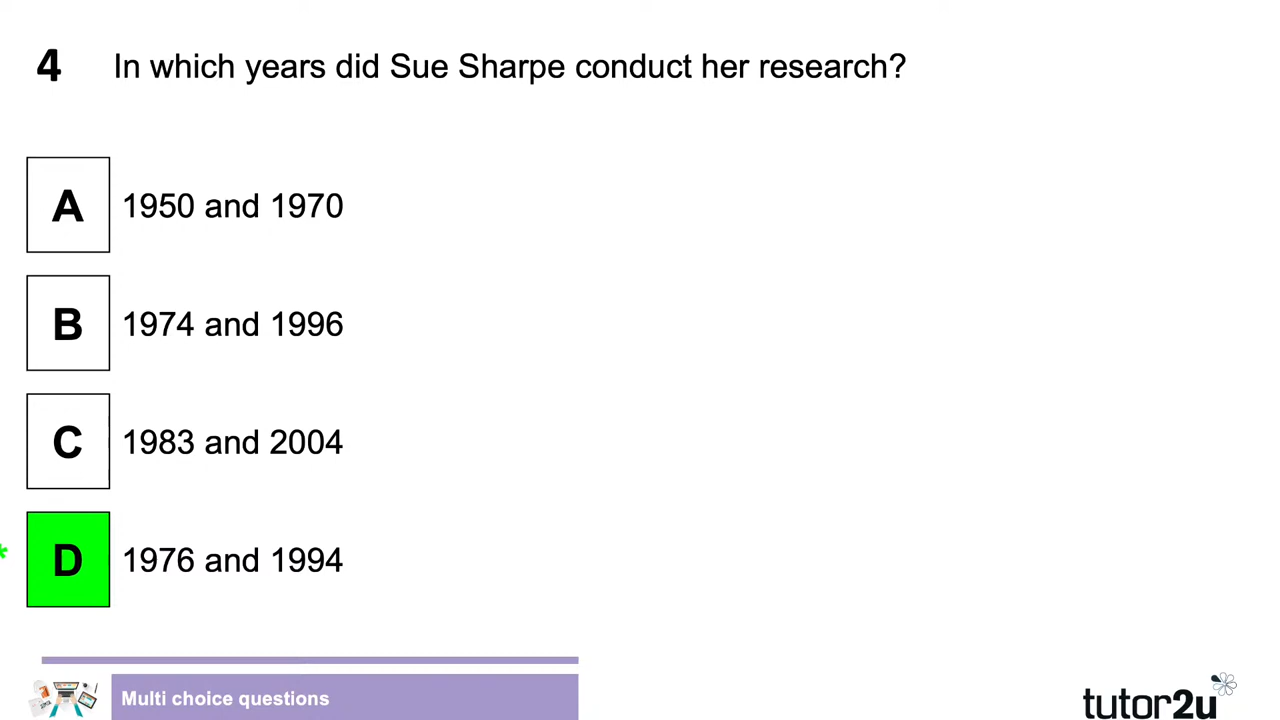 4 In which years did Sue Sharpe conduct her research?
A 1950 and 1970
B 1974 and 1996
C 1983 and 2004
* D 1976 and 1994
Multi choice questions
tutor2u